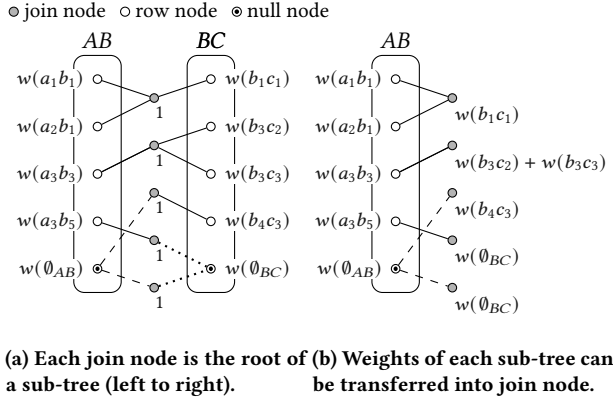 join node row node null node
AB BC AB
w(a₁b₁) w(b₁c₁) w(a₁b₁)
1 w(b₁c₁)
w(a₂b₁) w(b₃c₂) w(a₂b₁)
1 w(b₃c₂) + w(b₃c₃)
w(a₃b₃) w(b₃c₃) w(a₃b₃)
1 w(b₄c₃)
w(a₃b₅) w(b₄c₃) w(a₃b₅)
1 w(∅BC)
w(∅AB) w(∅BC) w(∅AB)
1 w(∅BC)
(a) Each join node is the root of (b) Weights of each sub-tree can
a sub-tree (left to right). be transferred into join node.